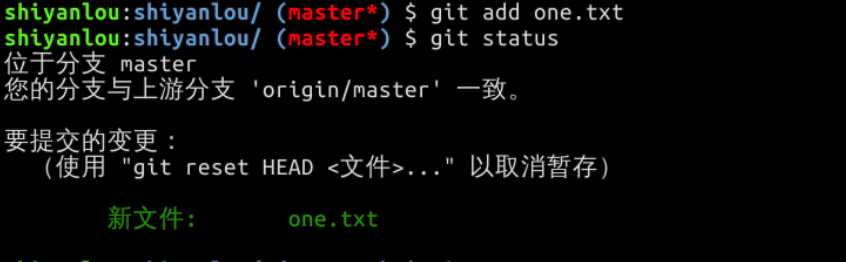 shiyanlou:shiyanlou/ (master*) $ git add one.txt
shiyanlou:shiyanlou/ (master*) $ git status
位于分支 master
您的分支与上游分支 'origin/master' 一致。
要提交的变更：
（使用 "git reset HEAD <文件>..." 以取消暂存）
新文件： one.txt